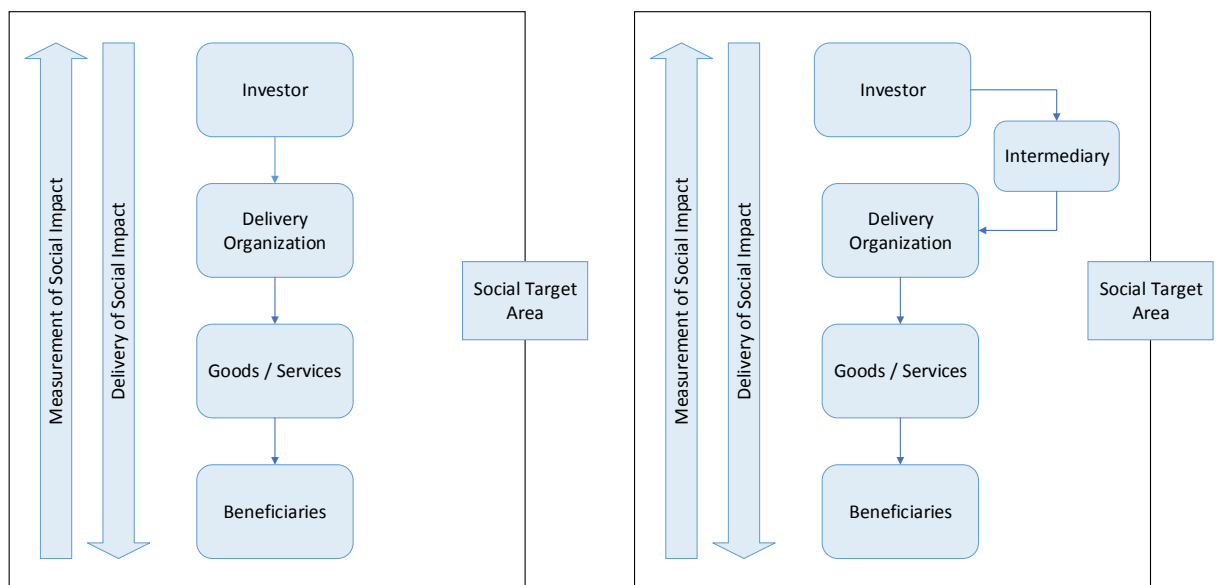 Measurement of Social Impact
Delivery of Social Impact
Investor
Delivery
Organization
Goods / Services
Beneficiaries
Social Target
Area
Measurement of Social Impact
Delivery of Social Impact
Investor
Intermediary
Delivery
Organization
Goods / Services
Beneficiaries
Social Target
Area